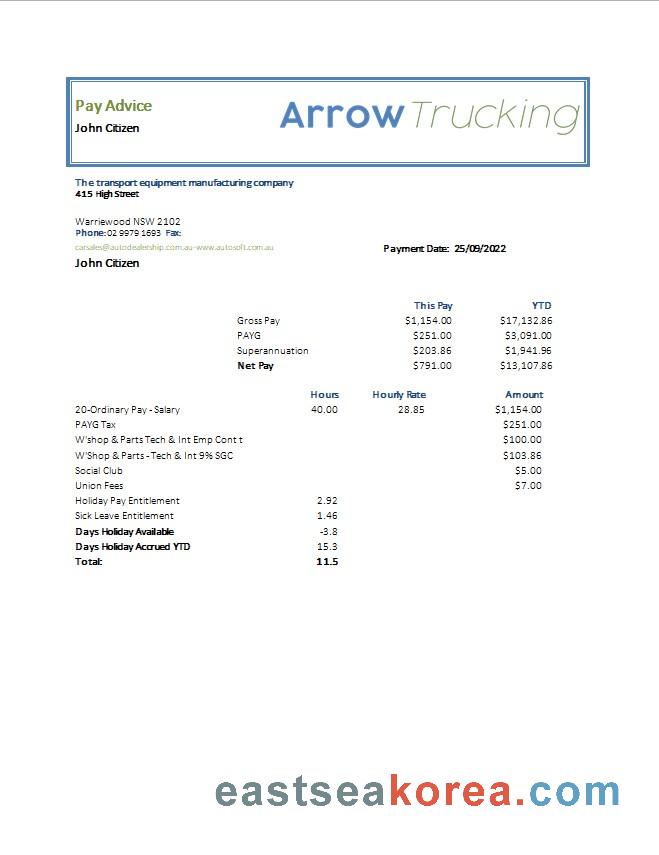 Pay Advice
Arrow Trucking
John Citizen
The transport equipment manufacturing company
415 High Street
Warriewood NSW 2102
Phone: 02 9979 1693 Fax:
carsales@autodealership.com.au-www.autosoft.com.au
Payment Date: 25/09/2022
John Citizen
This Pay YTD
Gross Pay $1,154.00 $17,132.86
PAYG $251.00 $3,091.00
Superannuation $203.86 $1,941.96
Net Pay $791.00 $13,107.86
Hours Hourly Rate Amount
20-Ordinary Pay - Salary 40.00 28.85 $1,154.00
PAYG Tax $251.00
W'shop & Parts Tech & Int Emp Cont t $100.00
W'Shop & Parts - Tech & Int 9% SGC $103.86
Social Club $5.00
Union Fees $7.00
Holiday Pay Entitlement 2.92
Sick Leave Entitlement 1.46
Days Holiday Available -3.8
Days Holiday Accrued YTD 15.3
Total: 11.5
eastseakorea.com